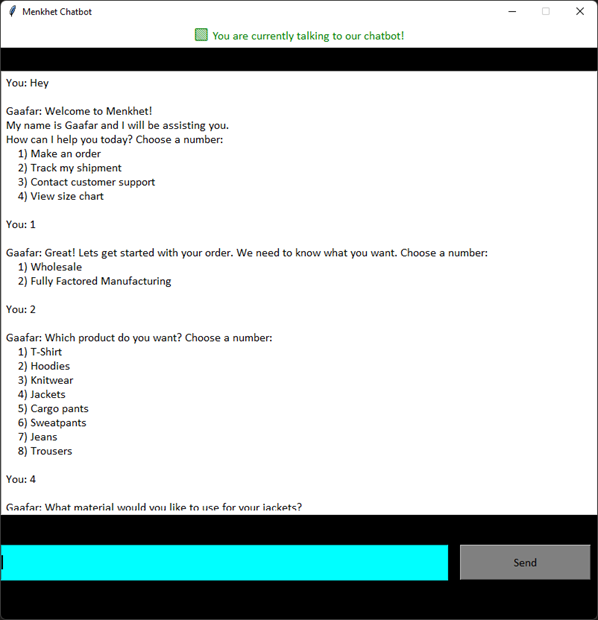 Menkhet Chatbot
You are currently talking to our chatbot!
You: Hey
Gaafar: Welcome to Menkhet!
My name is Gaafar and I will be assisting you.
How can I help you today? Choose a number:
1) Make an order
2) Track my shipment
3) Contact customer support
4) View size chart
You: 1
Gaafar: Great! Lets get started with your order. We need to know what you want. Choose a number:
1) Wholesale
2) Fully Factored Manufacturing
You: 2
Gaafar: Which product do you want? Choose a number:
1) T-Shirt
2) Hoodies
3) Knitwear
4) Jackets
5) Cargo pants
6) Sweatpants
7) Jeans
8) Trousers
You: 4
Gaafar: What material would you like to use for your jackets?
Send